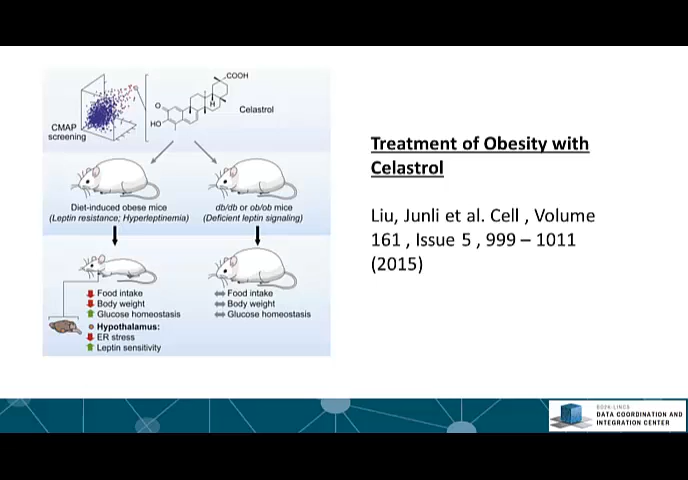 COOH
O
H
HO
Celastrol
CMAP
screening
Diet-induced obese mice
(Leptin resistance; Hyperleptinemia)
db/db or ob/ob mice
(Deficient leptin signaling)
Food intake
Body weight
Glucose homeostasis
Hypothalamus:
ER stress
Leptin sensitivity
Food intake
Body weight
Glucose homeostasis
Treatment of Obesity with
Celastrol
Liu, Junli et al. Cell , Volume
161 , Issue 5 , 999 – 1011
(2015)
BD2K-LINCS
DATA COORDINATION AND
INTEGRATION CENTER